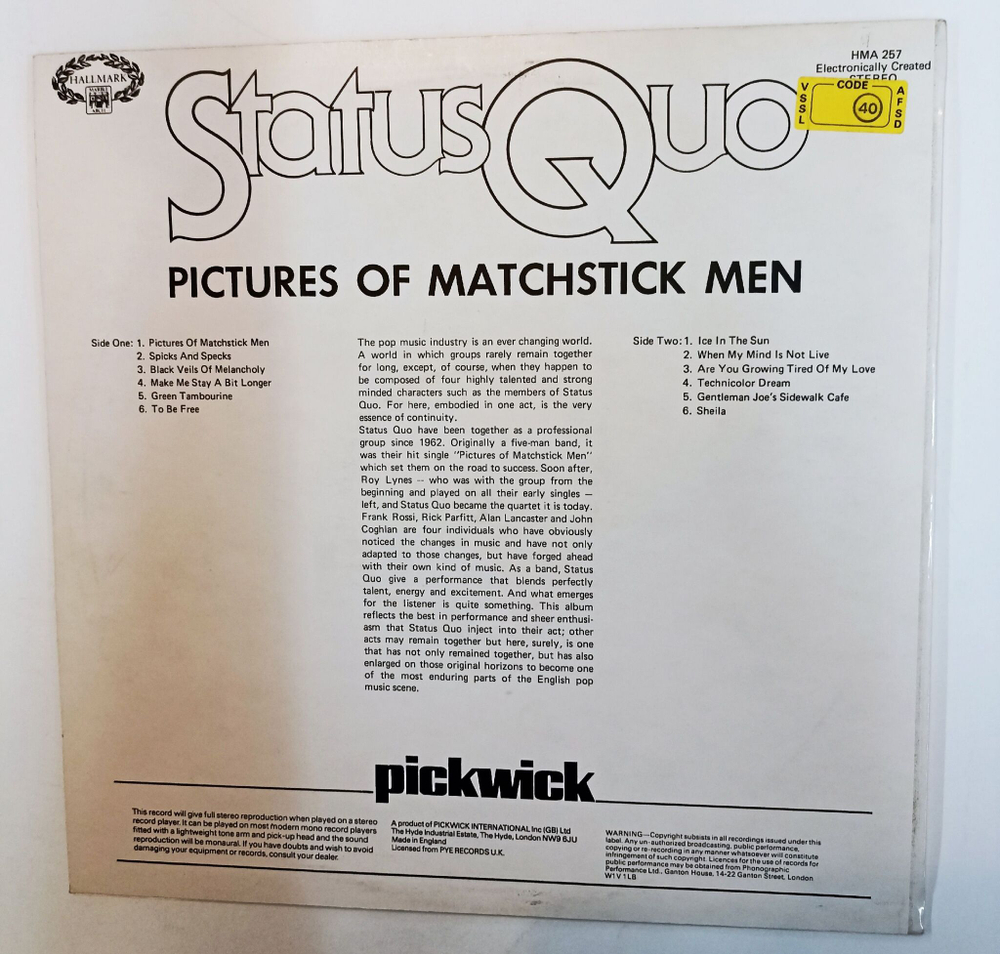 HALLMARK
MARBLE
ARCH
HMA 257
Electronically Created
STEREO
Status Quo
V
S
S
L
CODE
40
A
F
S
D
PICTURES OF MATCHSTICK MEN
Side One: 1. Pictures Of Matchstick Men
2. Spicks And Specks
3. Black Veils Of Melancholy
4. Make Me Stay A Bit Longer
5. Green Tambourine
6. To Be Free
The pop music industry is an ever changing world.
A world in which groups rarely remain together
for long, except, of course, when they happen to
be composed of four highly talented and strong
minded characters such as the members of Status
Quo. For here, embodied in one act, is the very
essence of continuity.
Status Quo have been together as a professional
group since 1962. Originally a five-man band, it
was their hit single "Pictures of Matchstick Men"
which set them on the road to success. Soon after,
Roy Lynes -- who was with the group from the
beginning and played on all their early singles —
left, and Status Quo became the quartet it is today.
Frank Rossi, Rick Parfitt, Alan Lancaster and John
Coghlan are four individuals who have obviously
noticed the changes in music and have not only
adapted to those changes, but have forged ahead
with their own kind of music. As a band, Status
Quo give a performance that blends perfectly
talent, energy and excitement. And what emerges
for the listener is quite something. This album
reflects the best in performance and sheer enthusi-
asm that Status Quo inject into their act; other
acts may remain together but here, surely, is one
that has not only remained together, but has also
enlarged on those original horizons to become one
of the most enduring parts of the English pop
music scene.
Side Two: 1. Ice In The Sun
2. When My Mind Is Not Live
3. Are You Growing Tired Of My Love
4. Technicolor Dream
5. Gentleman Joe's Sidewalk Cafe
6. Sheila
pickwick
This record will give full stereo reproduction when played on a stereo
record player. It can be played on most modern mono record players
fitted with a lightweight tone arm and pick-up head and the sound
reproduction will be monaural. If you have doubts and wish to avoid
damaging your equipment or records, consult your dealer.
A product of PICKWICK INTERNATIONAL Inc (GB) Ltd
The Hyde Industrial Estate, The Hyde, London NW9 6JU
Made in England
Licensed from PYE RECORDS U.K.
WARNING—Copyright subsists in all recordings issued under this
label. Any un-authorized broadcasting, public performance,
copying or re-recording in any manner whatsoever will constitute
infringement of such copyright. Licences for the use of records for
public performance may be obtained from Phonographic
Performance Ltd., Ganton House, 14-22 Ganton Street, London
W1V 1LB